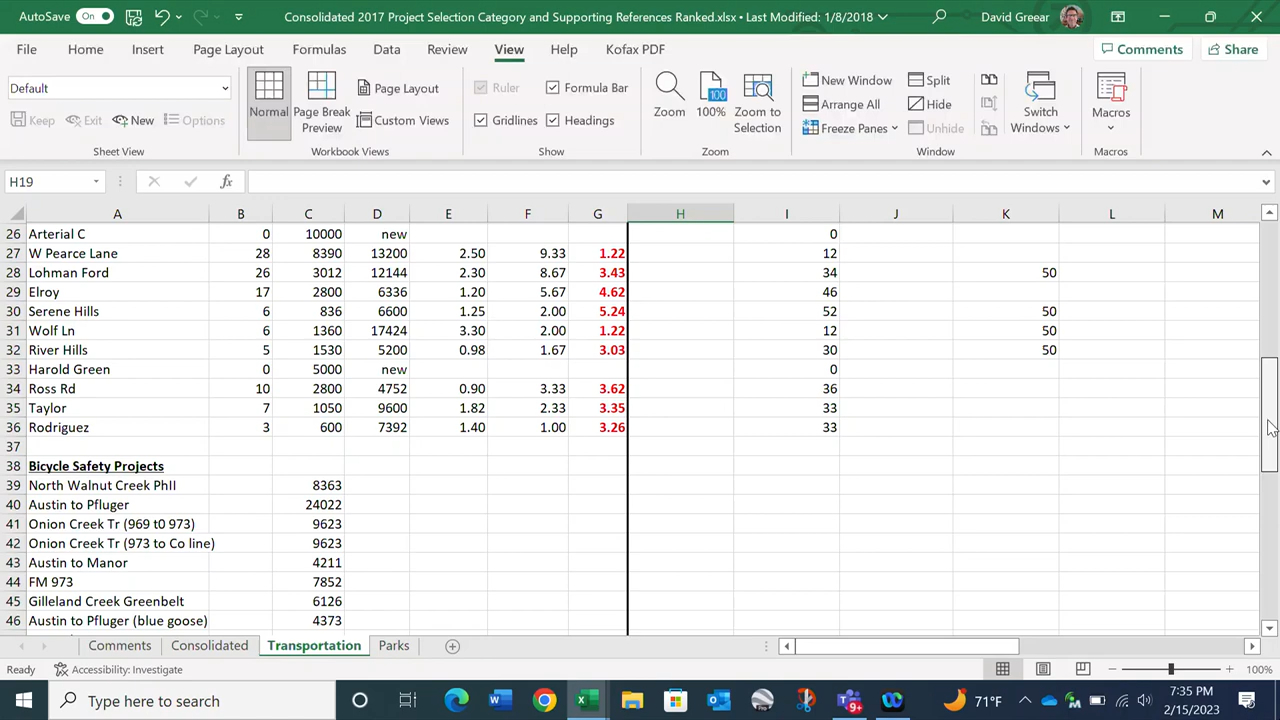 AutoSave On Consolidated 2017 Project Selection Category and Supporting References Ranked.xlsx • Last Modified: 1/8/2018 David Greear
File Home Insert Page Layout Formulas Data Review View Help Kofax PDF Comments Share
Default
Keep Exit New Options
Sheet View
Normal
Page Break Preview
Page Layout
Custom Views
Workbook Views
Ruler Formula Bar
Gridlines Headings
Show
Zoom
100 100%
Zoom to Selection
Zoom
New Window Split
Arrange All Hide
Freeze Panes Unhide
Window
Switch Windows
Macros
Macros
H19 fx
A B C D E F G H I J K L M
26 Arterial C 0 10000 new 0
27 W Pearce Lane 28 8390 13200 2.50 9.33 1.22 12
28 Lohman Ford 26 3012 12144 2.30 8.67 3.43 34 50
29 Elroy 17 2800 6336 1.20 5.67 4.62 46
30 Serene Hills 6 836 6600 1.25 2.00 5.24 52 50
31 Wolf Ln 6 1360 17424 3.30 2.00 1.22 12 50
32 River Hills 5 1530 5200 0.98 1.67 3.03 30 50
33 Harold Green 0 5000 new 0
34 Ross Rd 10 2800 4752 0.90 3.33 3.62 36
35 Taylor 7 1050 9600 1.82 2.33 3.35 33
36 Rodriguez 3 600 7392 1.40 1.00 3.26 33
37
38 Bicycle Safety Projects
39 North Walnut Creek PhII 8363
40 Austin to Pfluger 24022
41 Onion Creek Tr (969 t0 973) 9623
42 Onion Creek Tr (973 to Co line) 9623
43 Austin to Manor 4211
44 FM 973 7852
45 Gilleland Creek Greenbelt 6126
46 Austin to Pfluger (blue goose) 4373
Comments Consolidated Transportation Parks
Ready Accessibility: Investigate 100%
Type here to search 9+ 71°F 7:35 PM
2/15/2023